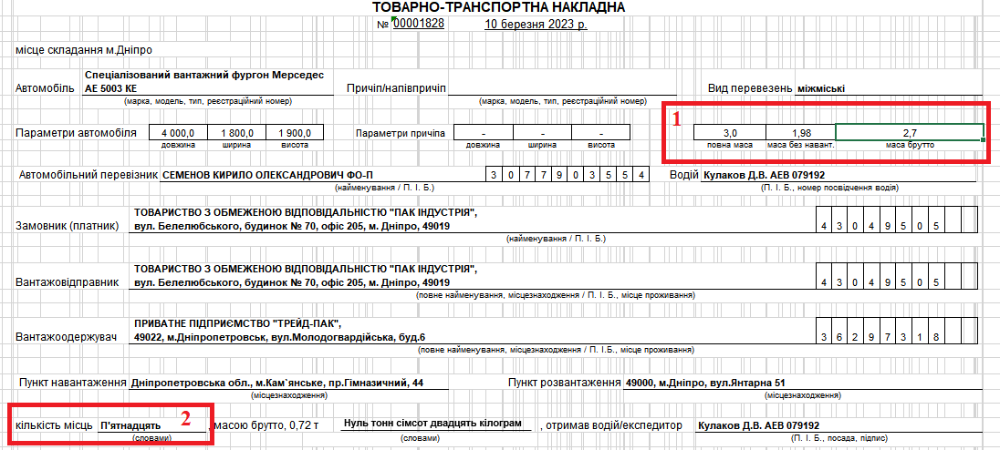 ТОВАРНО-ТРАНСПОРТНА НАКЛАДНА
№ 00001828 10 березня 2023 р.
місце складання м.Дніпро
Автомобіль Спеціалізований вантажний фургон Мерседес
АЕ 5003 КЕ Причіп/напівпричіп Вид перевезень міжміські
(марка, модель, тип, реєстраційний номер) (марка, модель, тип, реєстраційний номер)
1
Параметри автомобіля 4 000,0 1 800,0 1 900,0 Параметри причіпа - - - 3,0 1,98 2,7
довжина ширина висота довжина ширина висота повна маса маса без навант. маса брутто
Автомобільний перевізник СЕМЕНОВ КИРИЛО ОЛЕКСАНДРОВИЧ ФО-П 3 0 7 7 9 0 3 5 5 4 Водій Кулаков Д.В. АЕВ 079192
(найменування / П. І. Б.) (П. І. Б., номер посвідчення водія)
ТОВАРИСТВО З ОБМЕЖЕНОЮ ВІДПОВІДАЛЬНІСТЮ "ПАК ІНДУСТРІЯ",
Замовник (платник) вул. Белелюбського, будинок № 70, офіс 205, м. Дніпро, 49019 4 3 0 4 9 5 0 5
(найменування / П. І. Б.)
ТОВАРИСТВО З ОБМЕЖЕНОЮ ВІДПОВІДАЛЬНІСТЮ "ПАК ІНДУСТРІЯ",
Вантажовідправник вул. Белелюбського, будинок № 70, офіс 205, м. Дніпро, 49019 4 3 0 4 9 5 0 5
(повне найменування, місцезнаходження / П. І. Б., місце проживання)
ПРИВАТНЕ ПІДПРИЄМСТВО "ТРЕЙД-ПАК",
Вантажоодержувач 49022, м.Дніпропетровськ, вул.Молодогвардійська, буд.6 3 6 2 9 7 3 1 8
(повне найменування, місцезнаходження / П. І.Б., місце проживання)
Пункт навантаження Дніпропетровська обл., м.Кам`янське, пр.Гімназичний, 44 Пункт розвантаження 49000, м.Дніпро, вул.Янтарна 51
(місцезнаходження) (місцезнаходження)
2
кількість місць П'ятнадцять , масою брутто, 0,72 т Нуль тонн сімсот двадцять кілограм , отримав водій/експедитор Кулаков Д.В. АЕВ 079192
(словами) (словами) (П. І. Б., посада, підпис)